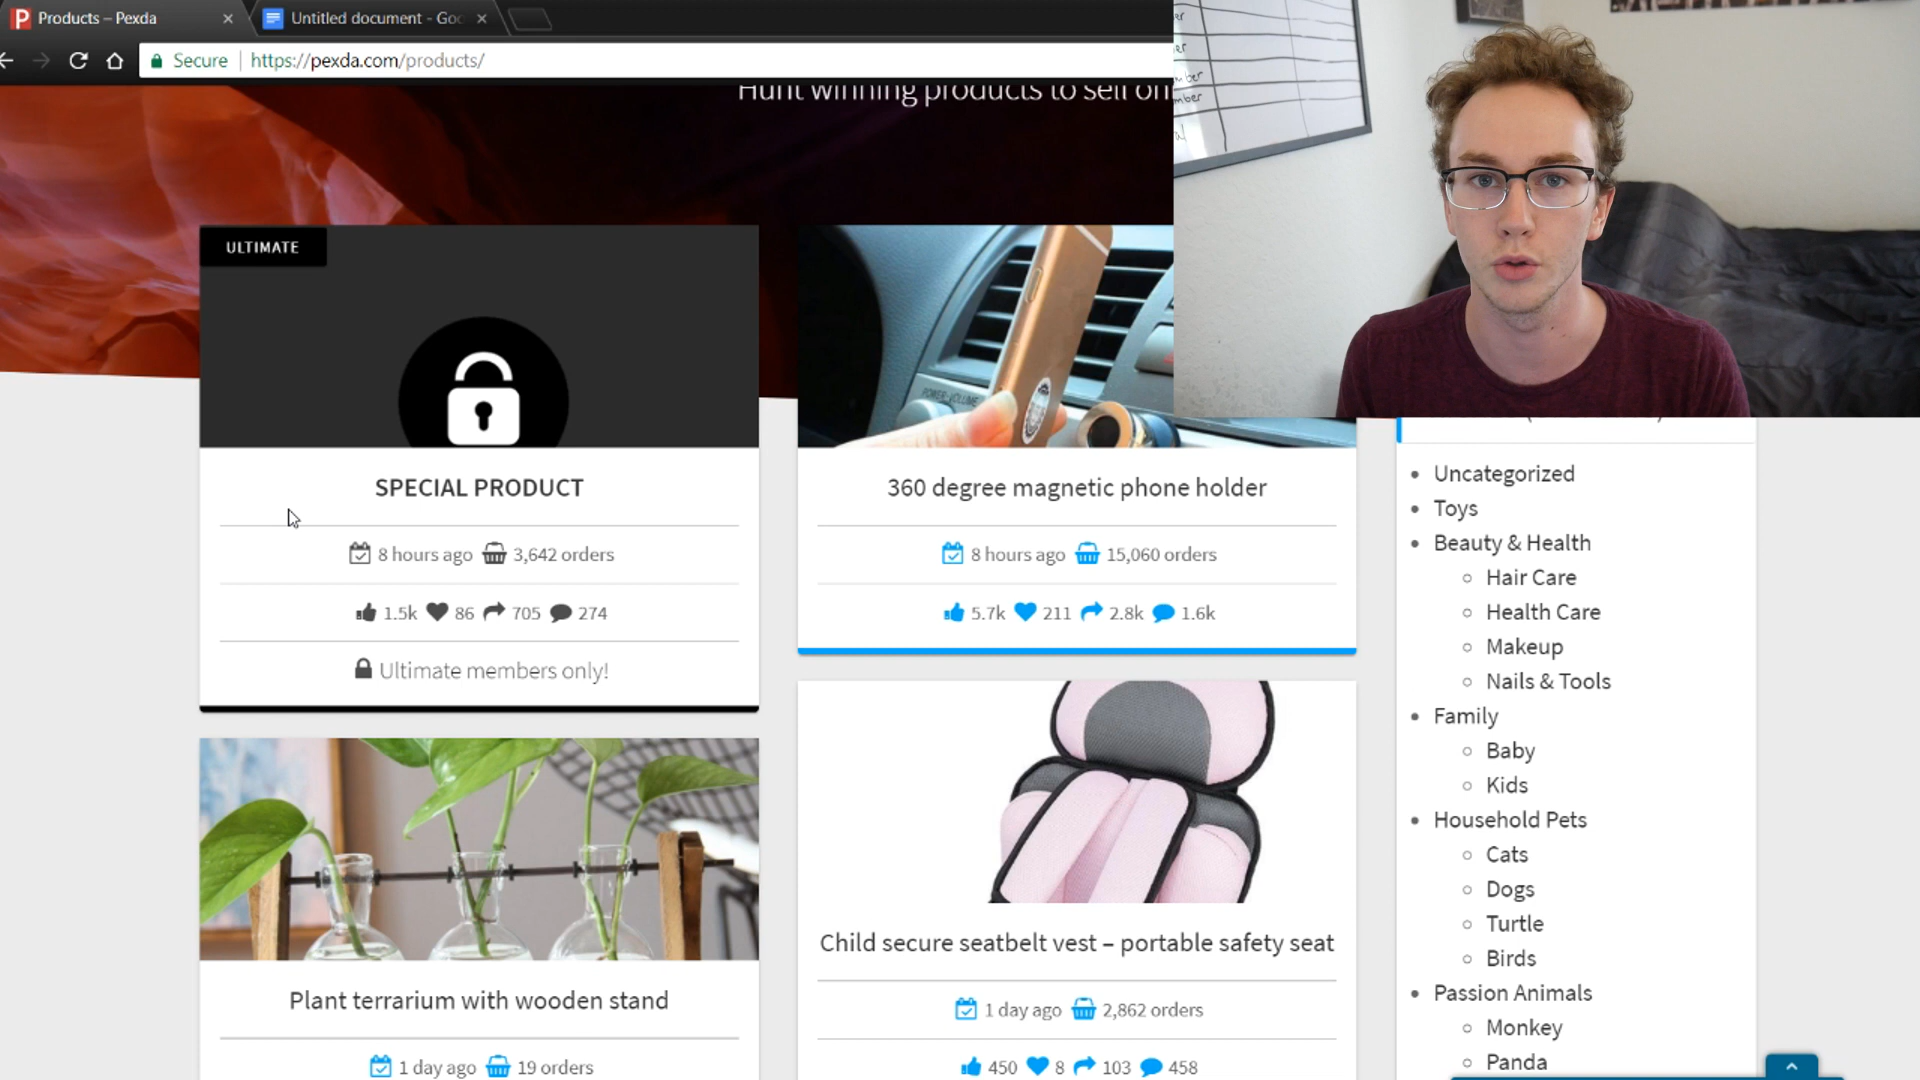 Products – Pexda
Untitled document - Goo
Secure
https://pexda.com/products/
Hunt winning products to sell on
ULTIMATE
SPECIAL PRODUCT
8 hours ago 3,642 orders
1.5k 86 705 274
Ultimate members only!
POWER-VOLUME
360 degree magnetic phone holder
8 hours ago 15,060 orders
5.7k 211 2.8k 1.6k
Plant terrarium with wooden stand
1 day ago 19 orders
Child secure seatbelt vest – portable safety seat
1 day ago 2,862 orders
450 8 103 458
Uncategorized
Toys
Beauty & Health
Hair Care
Health Care
Makeup
Nails & Tools
Family
Baby
Kids
Household Pets
Cats
Dogs
Turtle
Birds
Passion Animals
Monkey
Panda